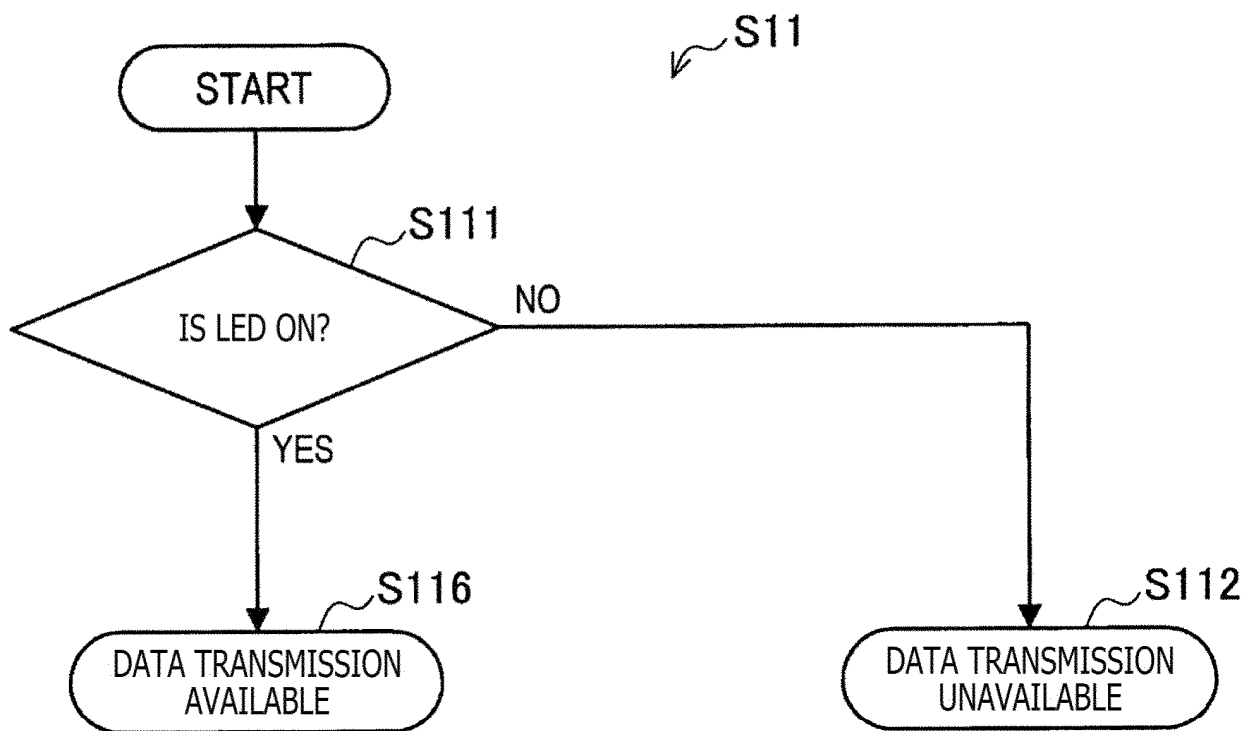 S11
START
S111
IS LED ON?
NO
YES
S116
DATA TRANSMISSION
AVAILABLE
S112
DATA TRANSMISSION
UNAVAILABLE